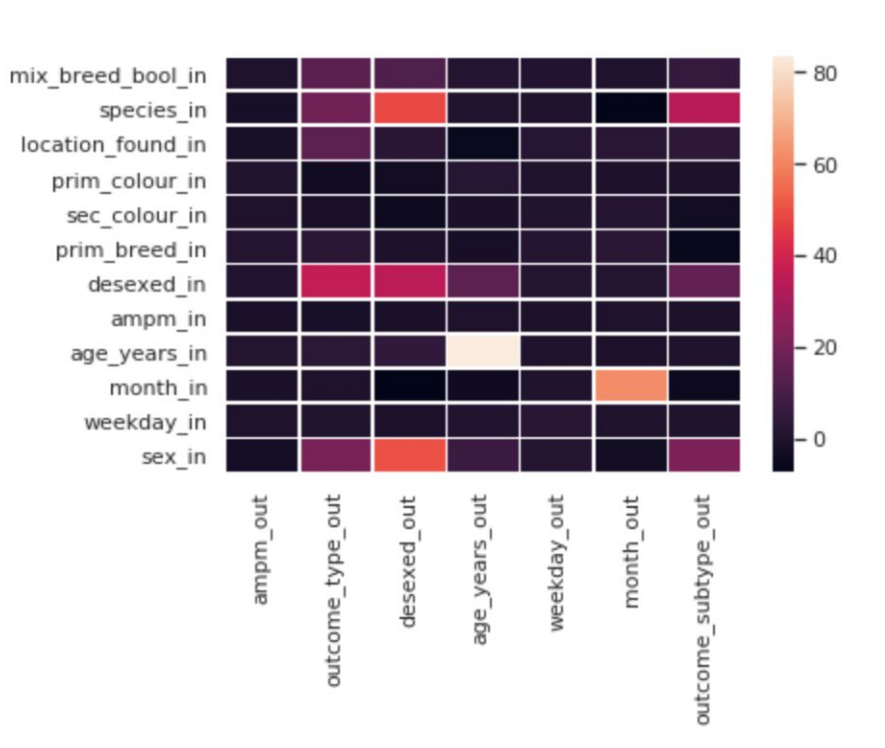 mix_breed_bool_in
species_in
location_found_in
prim_colour_in
sec_colour_in
prim_breed_in
desexed_in
ampm_in
age_years_in
month_in
weekday_in
sex_in
80
60
40
20
0
ampm_out
outcome_type_out
desexed_out
age_years_out
weekday_out
month_out
outcome_subtype_out